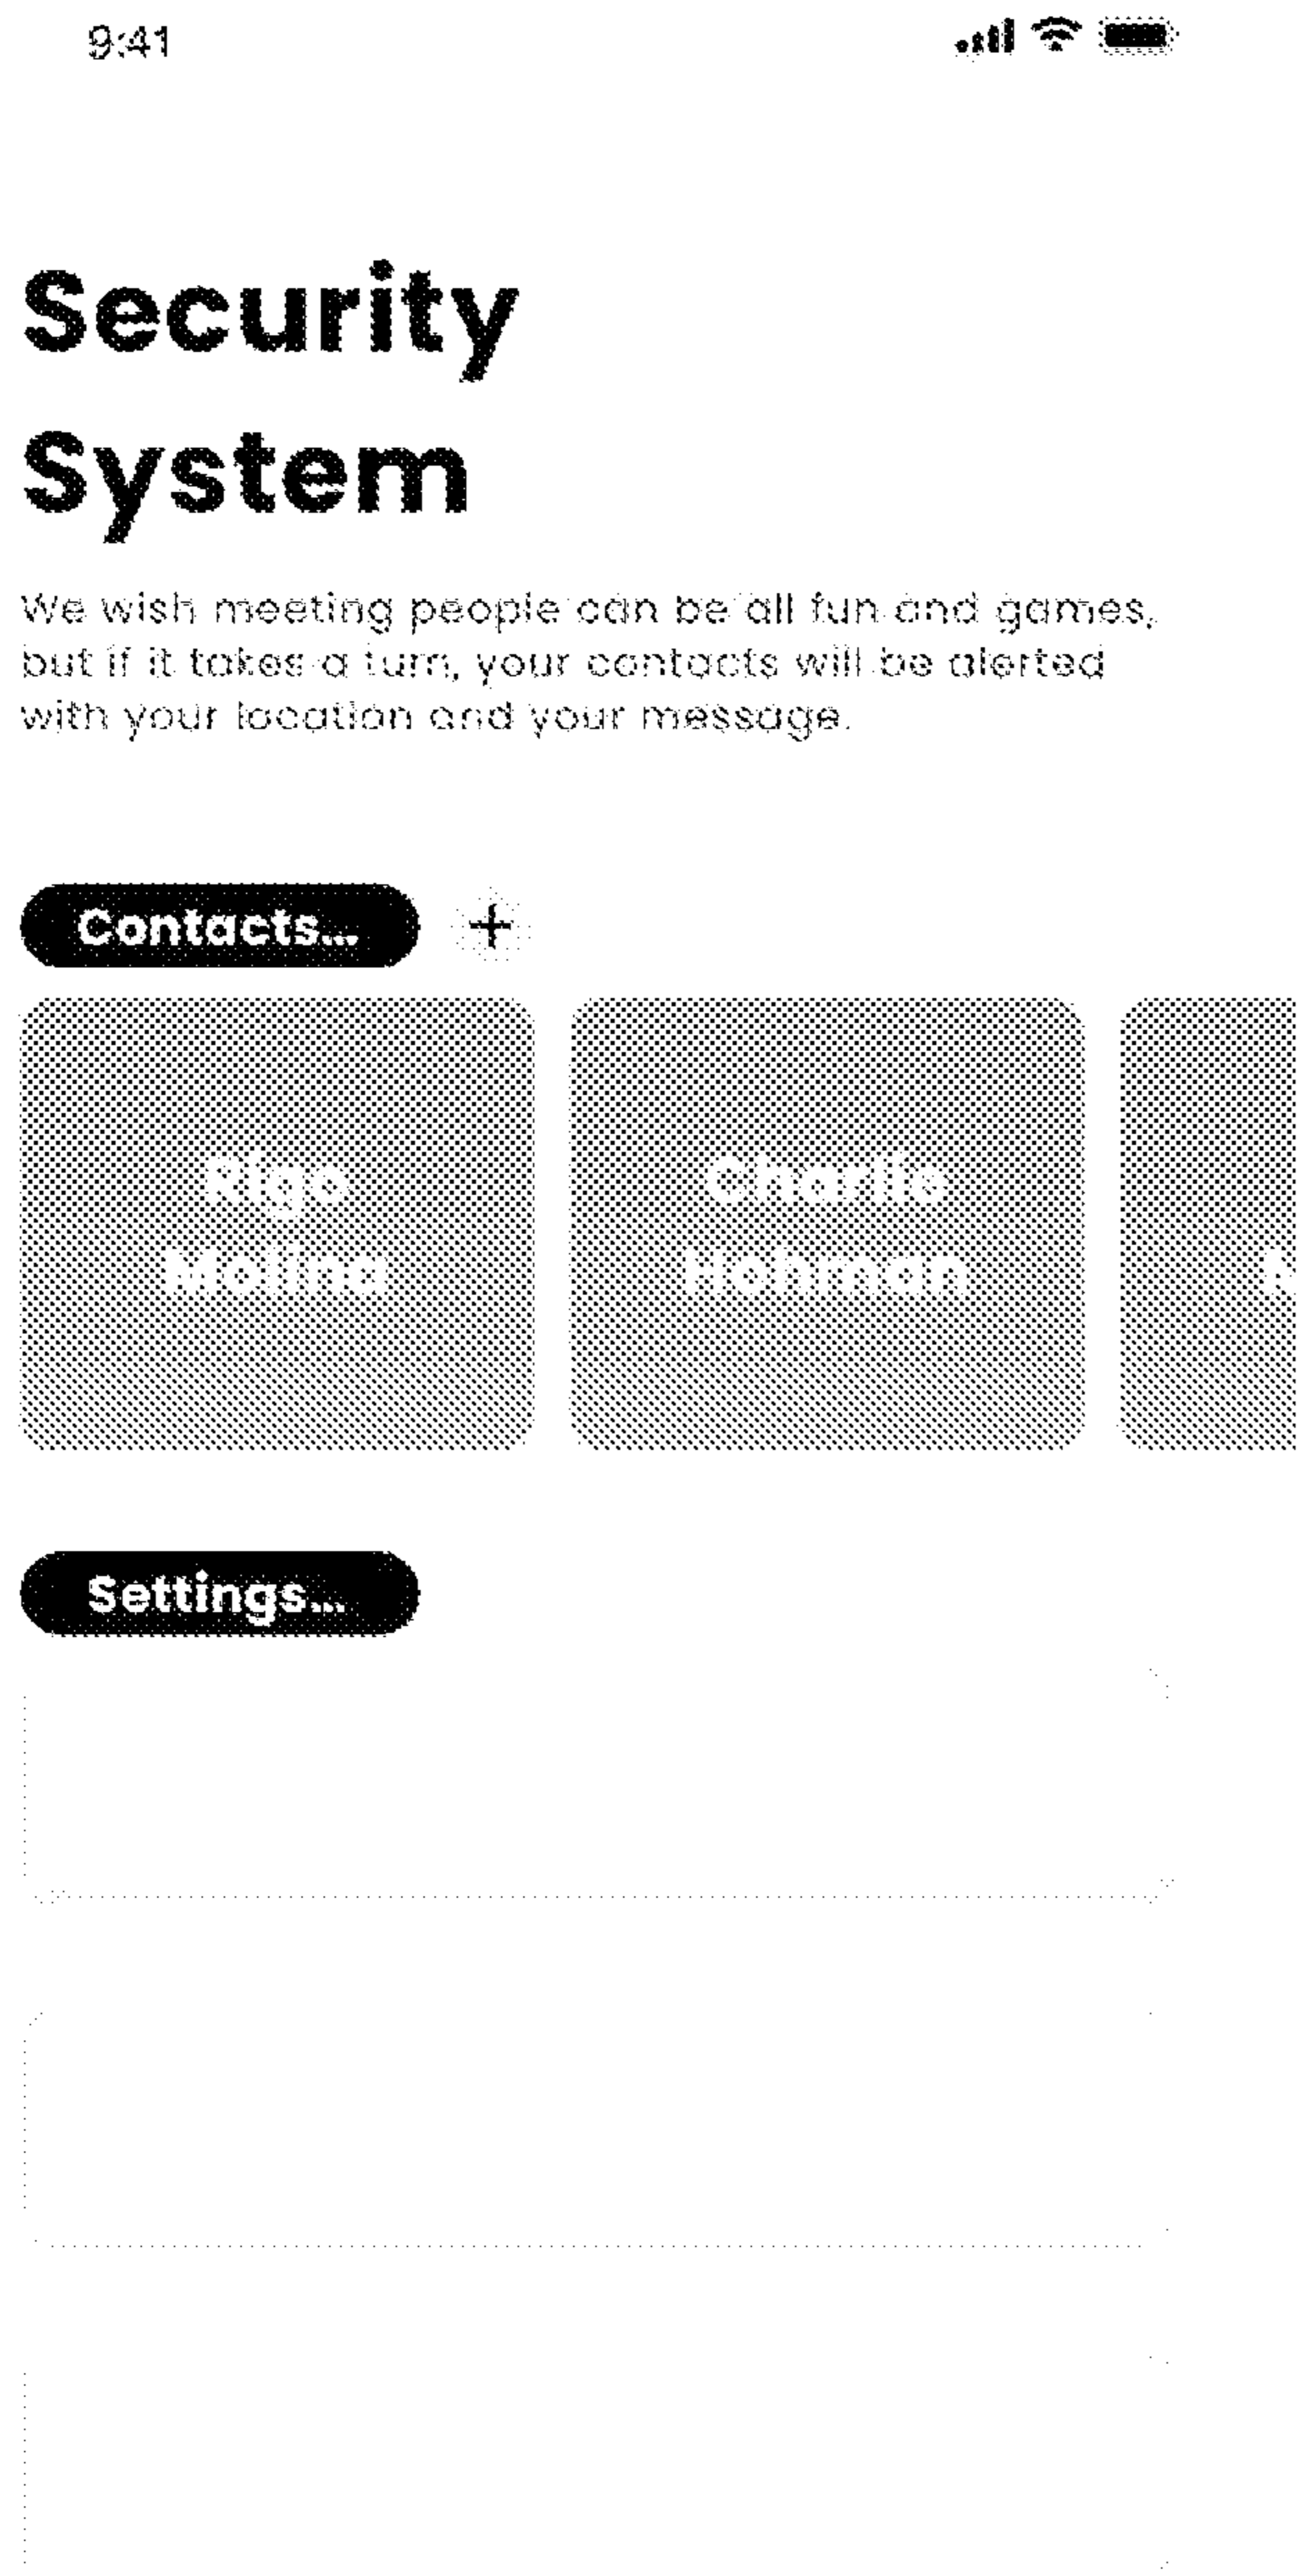 9:41
Security
System
We wish meeting people can be all fun and games,
but if it takes a turn, your contacts will be alerted
with your location and your message.
Contacts...
Rigo
Molina
Charlie
Hohman
Settings...